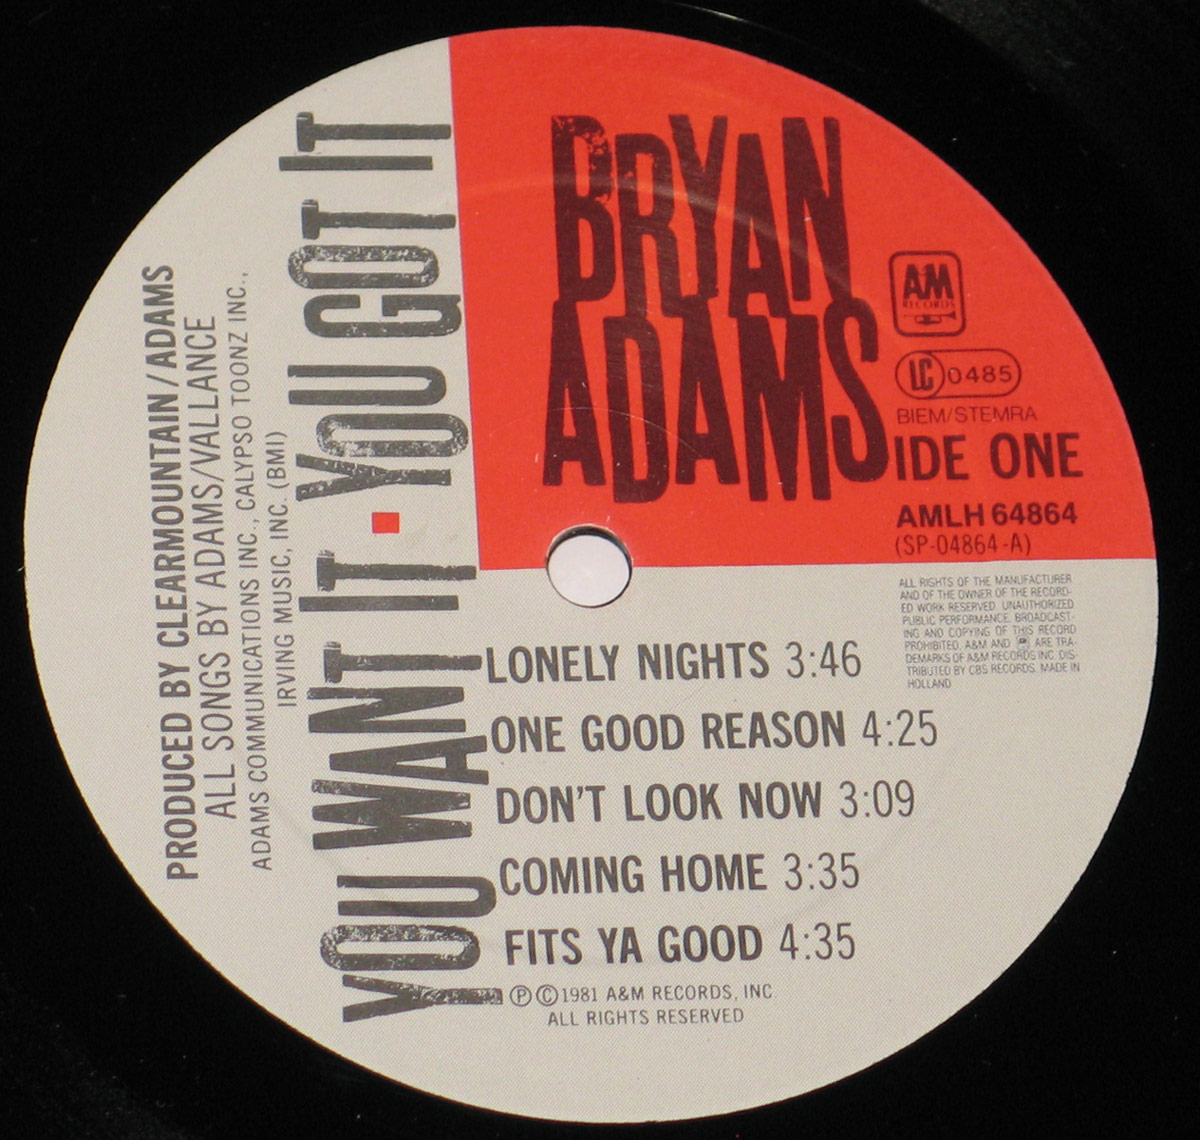 BRYAN
ADAMS
A&M
RECORDS
LC 0485
BIEM/STEMRA
SIDE ONE
AMLH 64864
(SP-04864-A)
ALL RIGHTS OF THE MANUFACTURER
AND OF THE OWNER OF THE RECORD-
ED WORK RESERVED. UNAUTHORIZED
PUBLIC PERFORMANCE, BROADCAST-
ING AND COPYING OF THIS RECORD
PROHIBITED. A&M AND ARE TRA-
DEMARKS OF A&M RECORDS INC. DIS-
TRIBUTED BY CBS RECORDS. MADE IN
HOLLAND
YOU WANT IT · YOU GOT IT
PRODUCED BY CLEARMOUNTAIN/ADAMS
ALL SONGS BY ADAMS/VALLANCE
ADAMS COMMUNICATIONS INC., CALYPSO TOONZ INC.,
IRVING MUSIC, INC. (BMI)
LONELY NIGHTS 3:46
ONE GOOD REASON 4:25
DON'T LOOK NOW 3:09
COMING HOME 3:35
FITS YA GOOD 4:35
Ⓟ©1981 A&M RECORDS, INC
ALL RIGHTS RESERVED